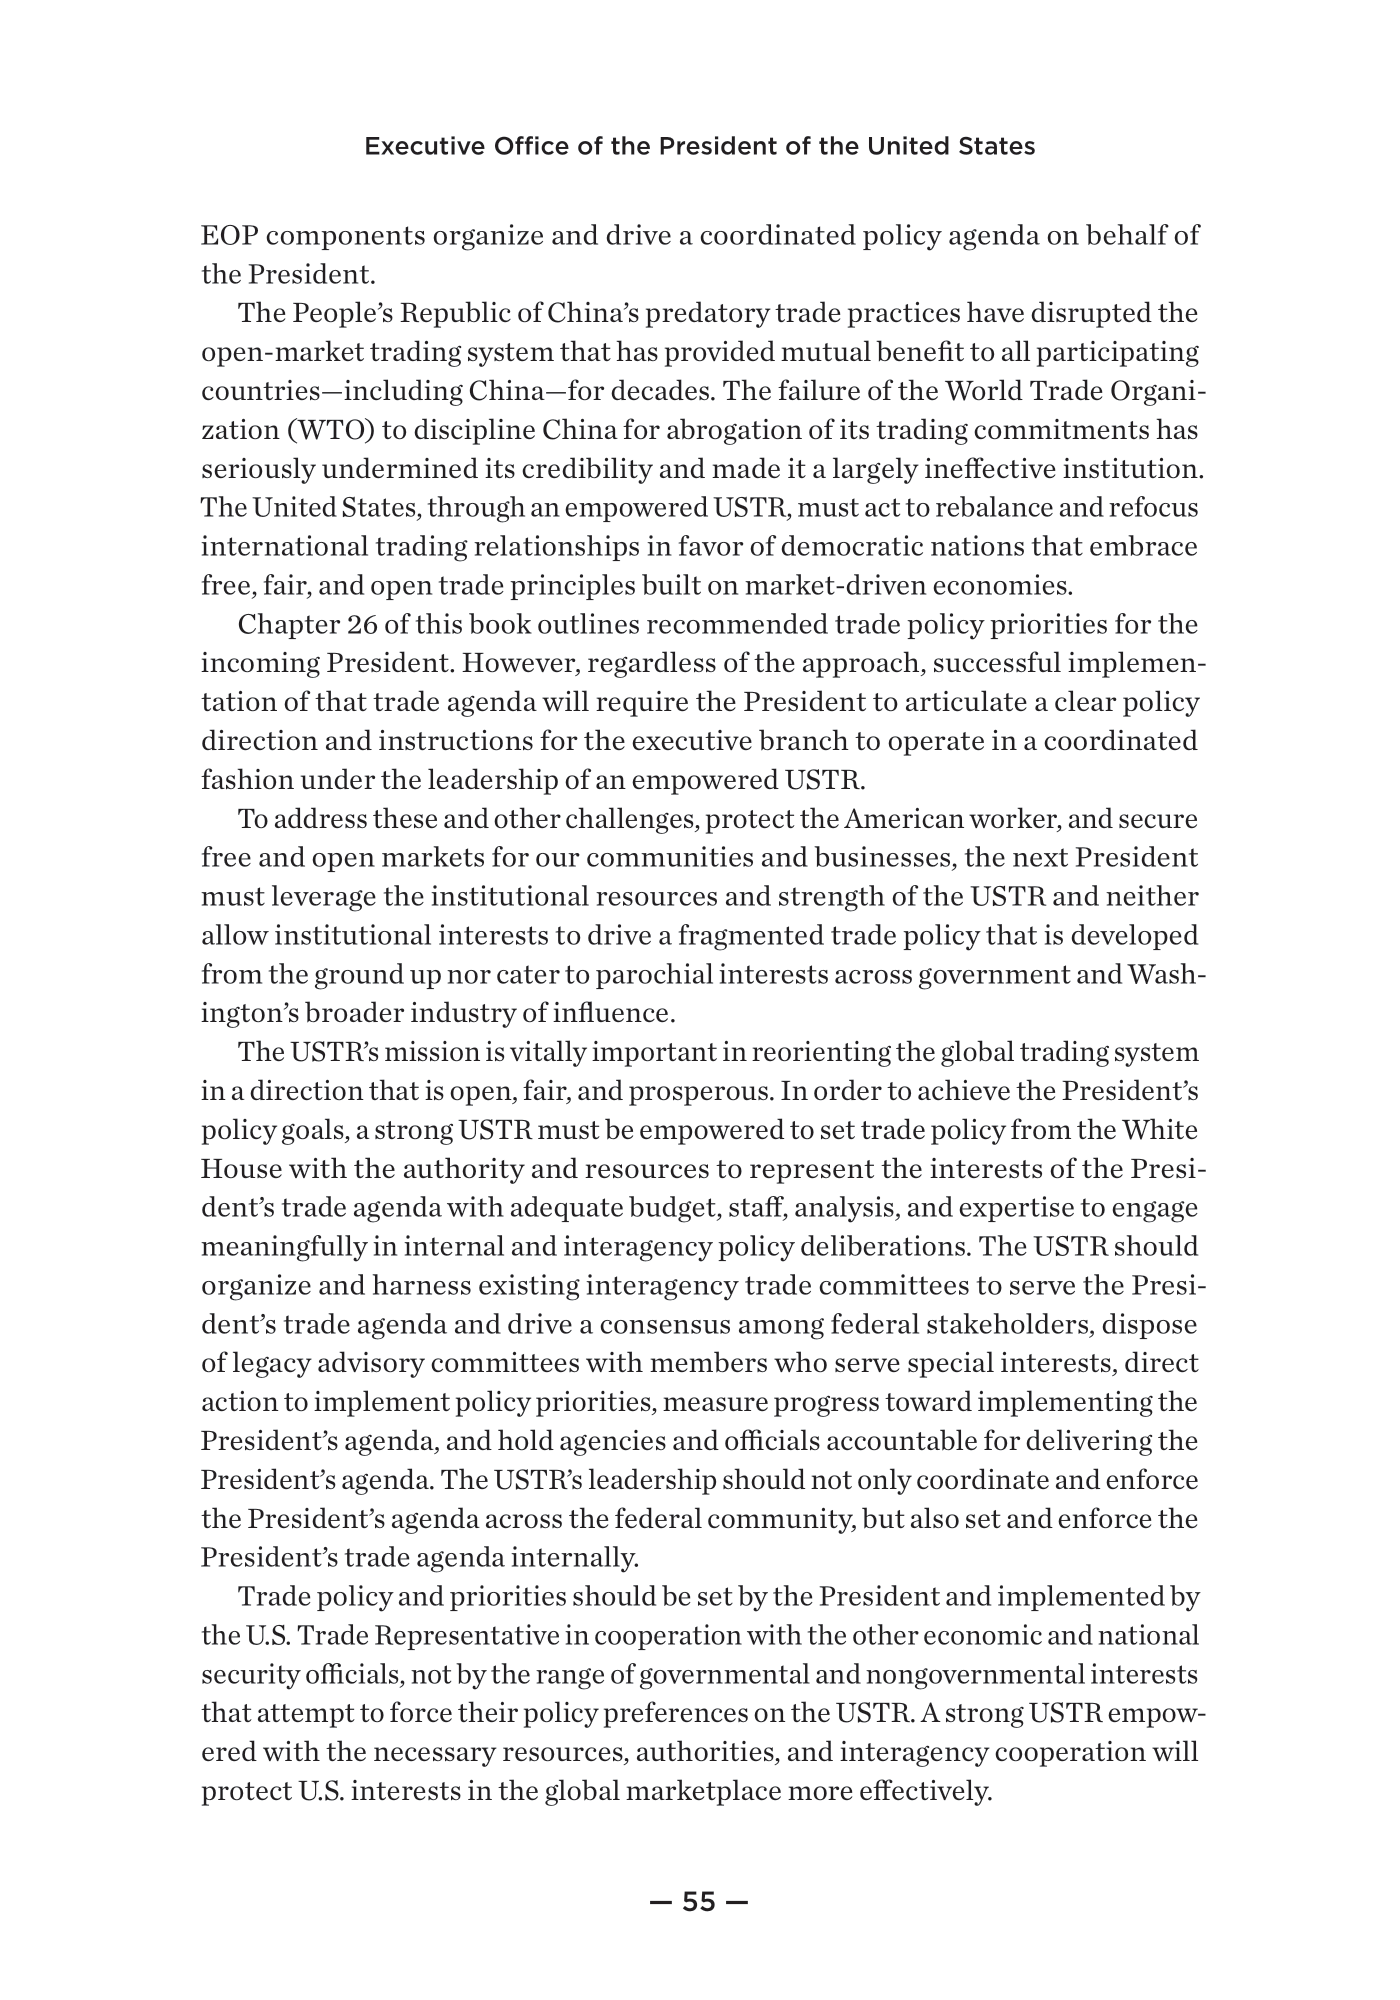 Executive Office of the President of the United States
EOP components organize and drive a coordinated policy agenda on behalf of
the President.
The People’s Republic of China’s predatory trade practices have disrupted the
open-market trading system that has provided mutual benefit to all participating
countries—including China—for decades. The failure of the World Trade Organi-
zation (WTO) to discipline China for abrogation of its trading commitments has
seriously undermined its credibility and made it a largely ineffective institution.
The United States, through an empowered USTR, must act to rebalance and refocus
international trading relationships in favor of democratic nations that embrace
free, fair, and open trade principles built on market-driven economies.
Chapter 26 of this book outlines recommended trade policy priorities for the
incoming President. However, regardless of the approach, successful implemen-
tation of that trade agenda will require the President to articulate a clear policy
direction and instructions for the executive branch to operate in a coordinated
fashion under the leadership of an empowered USTR.
To address these and other challenges, protect the American worker, and secure
free and open markets for our communities and businesses, the next President
must leverage the institutional resources and strength of the USTR and neither
allow institutional interests to drive a fragmented trade policy that is developed
from the ground up nor cater to parochial interests across government and Wash-
ington’s broader industry of influence.
The USTR’s mission is vitally important in reorienting the global trading system
in a direction that is open, fair, and prosperous. In order to achieve the President’s
policy goals, a strong USTR must be empowered to set trade policy from the White
House with the authority and resources to represent the interests of the Presi-
dent’s trade agenda with adequate budget, staff, analysis, and expertise to engage
meaningfully in internal and interagency policy deliberations. The USTR should
organize and harness existing interagency trade committees to serve the Presi-
dent’s trade agenda and drive a consensus among federal stakeholders, dispose
of legacy advisory committees with members who serve special interests, direct
action to implement policy priorities, measure progress toward implementing the
President’s agenda, and hold agencies and officials accountable for delivering the
President’s agenda. The USTR’s leadership should not only coordinate and enforce
the President’s agenda across the federal community, but also set and enforce the
President’s trade agenda internally.
Trade policy and priorities should be set by the President and implemented by
the U.S. Trade Representative in cooperation with the other economic and national
security officials, not by the range of governmental and nongovernmental interests
that attempt to force their policy preferences on the USTR. A strong USTR empow-
ered with the necessary resources, authorities, and interagency cooperation will
protect U.S. interests in the global marketplace more effectively.
— 55 —